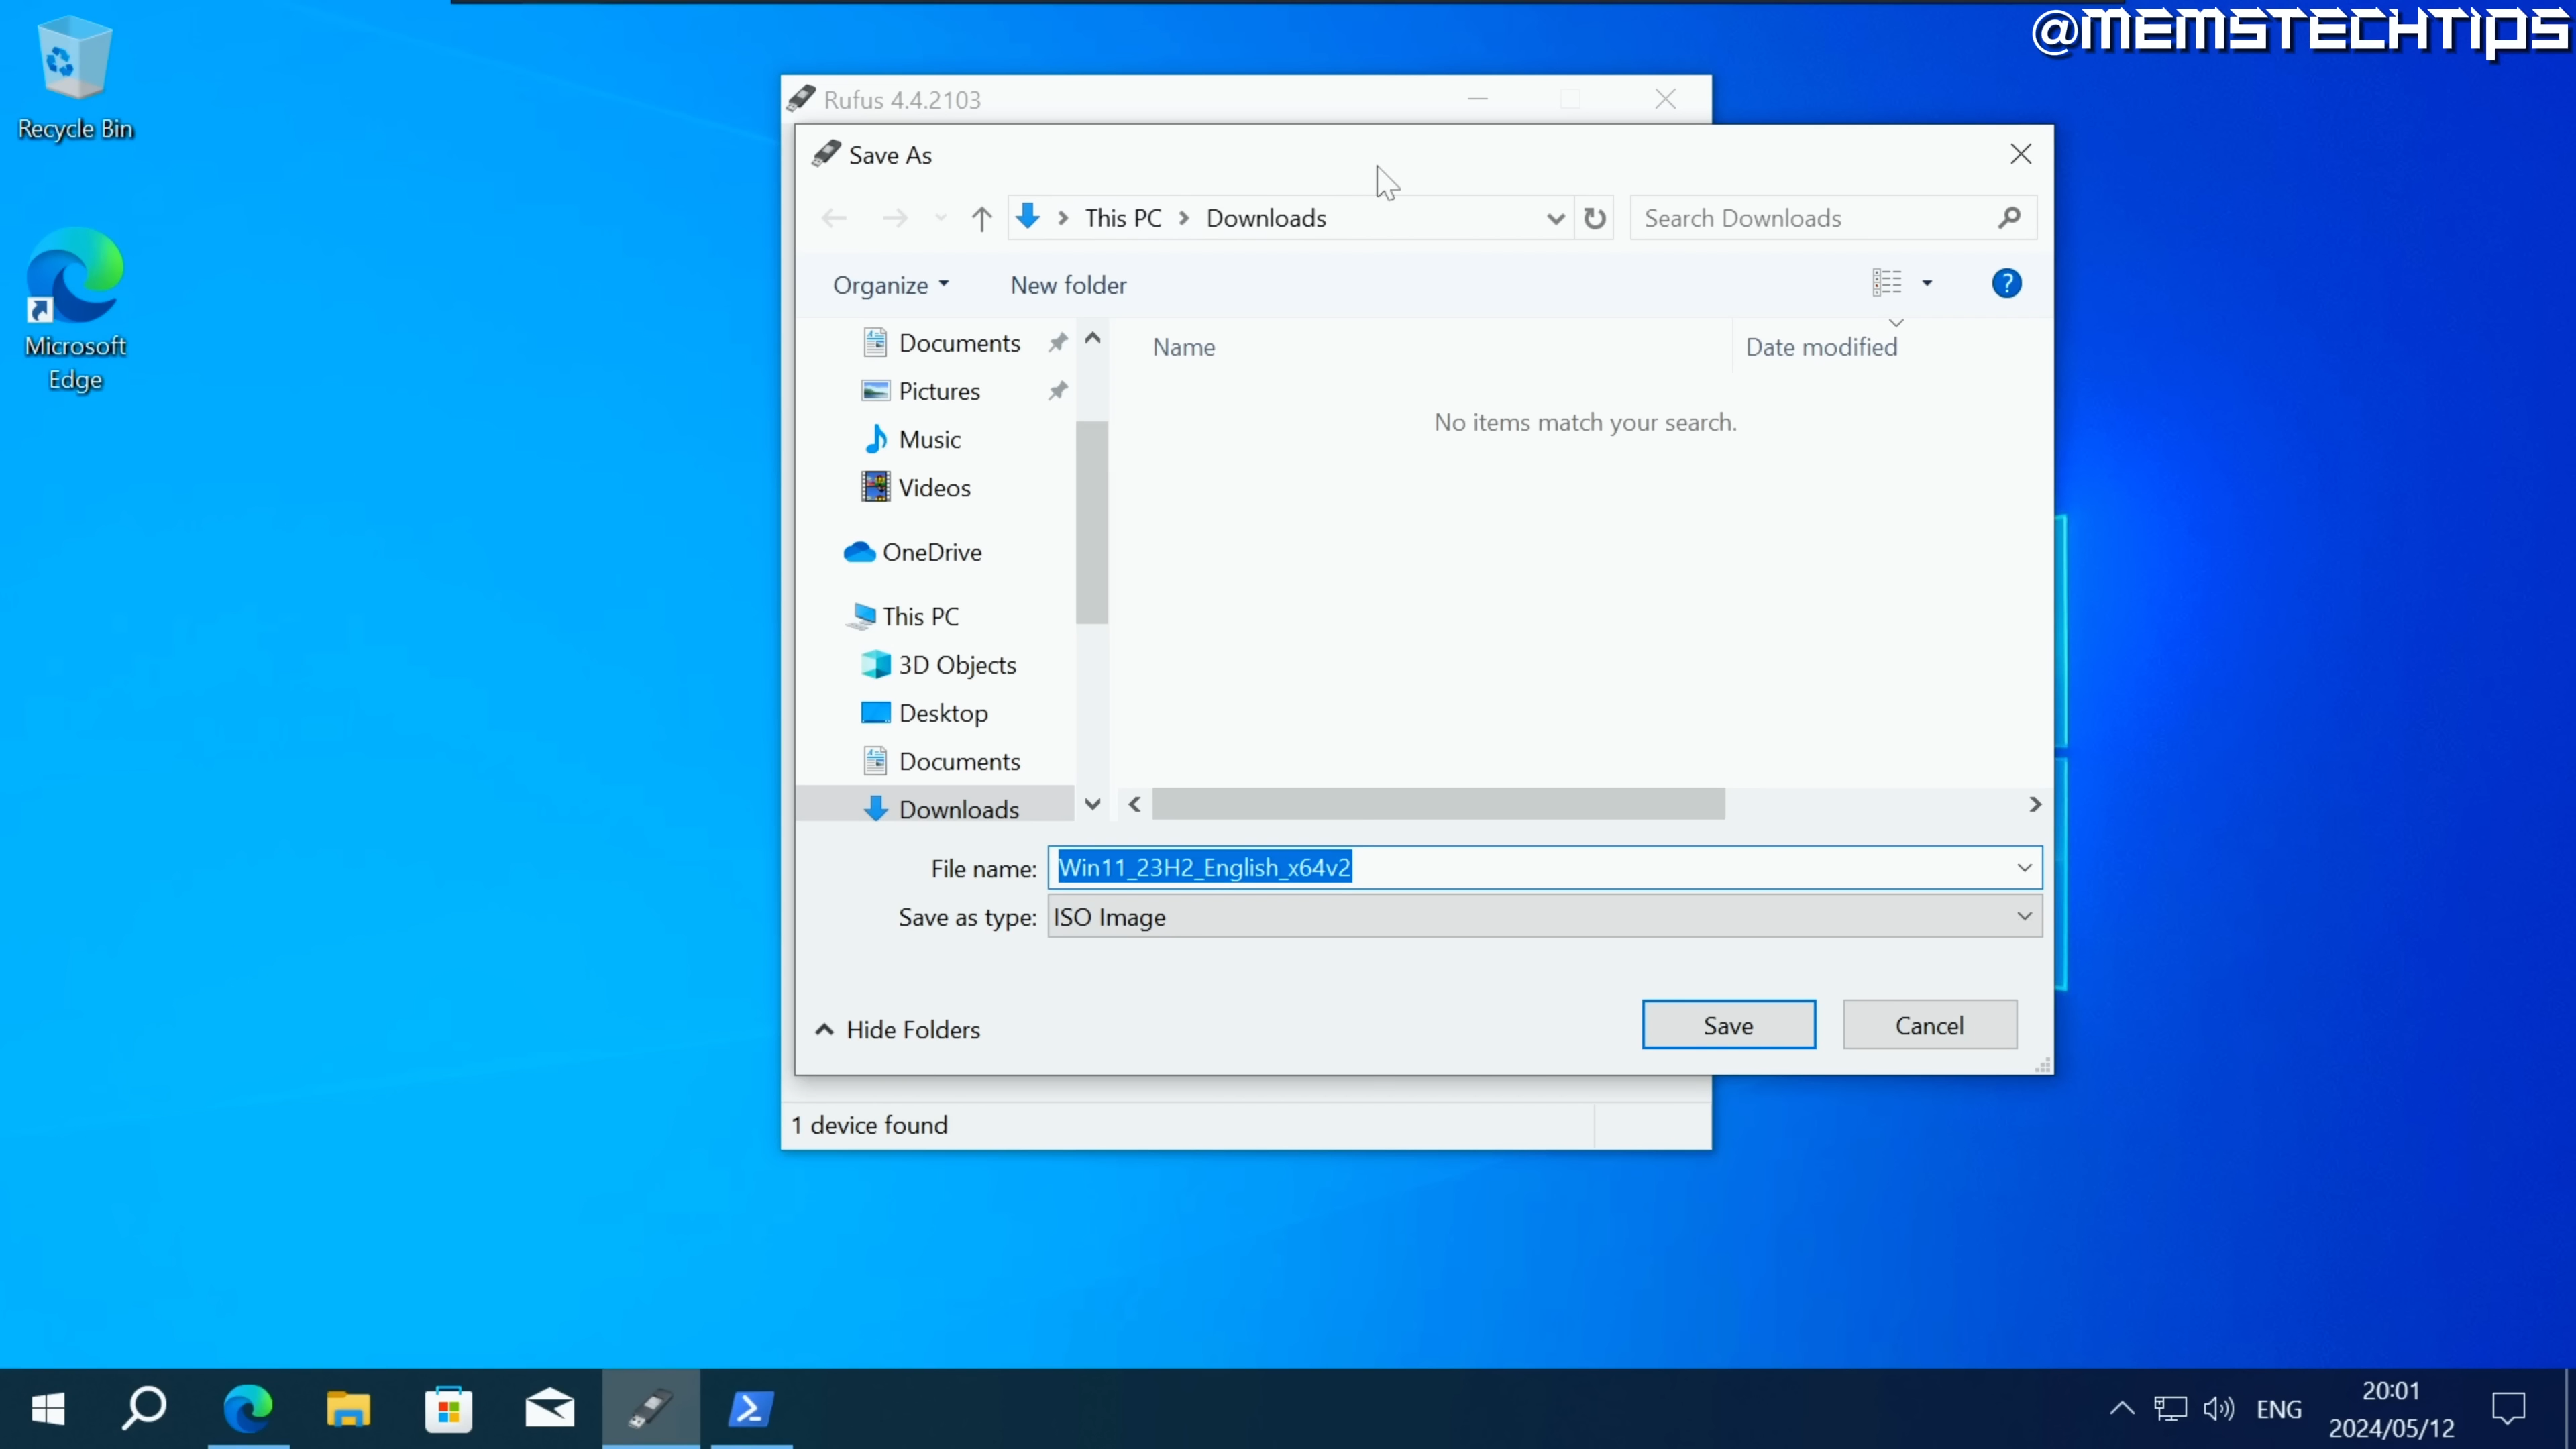 @MEMSTECHTIPS
Recycle Bin
Microsoft
Edge
Rufus 4.4.2103
Save As
This PC
Downloads
Search Downloads
Organize
New folder
?
Documents
Pictures
Music
Videos
OneDrive
This PC
3D Objects
Desktop
Documents
Downloads
Name
Date modified
No items match your search.
File name: Win11_23H2_English_x64v2
Save as type: ISO Image
Hide Folders
Save
Cancel
1 device found
ENG
20:01
2024/05/12